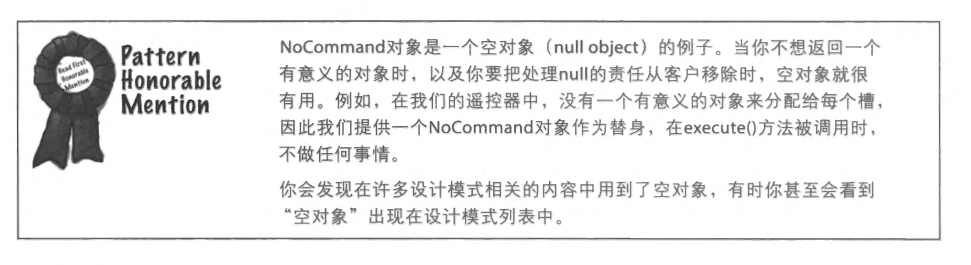 Head First
Honorable
Mention
Pattern
Honorable
Mention
NoCommand对象是一个空对象（null object）的例子。当你不想返回一个
有意义的对象时，以及你要把处理null的责任从客户移除时，空对象就很
有用。例如，在我们的遥控器中，没有一个有意义的对象来分配给每个槽，
因此我们提供一个NoCommand对象作为替身，在execute()方法被调用时，
不做任何事情。
你会发现在许多设计模式相关的内容中用到了空对象，有时你甚至会看到
“空对象”出现在设计模式列表中。